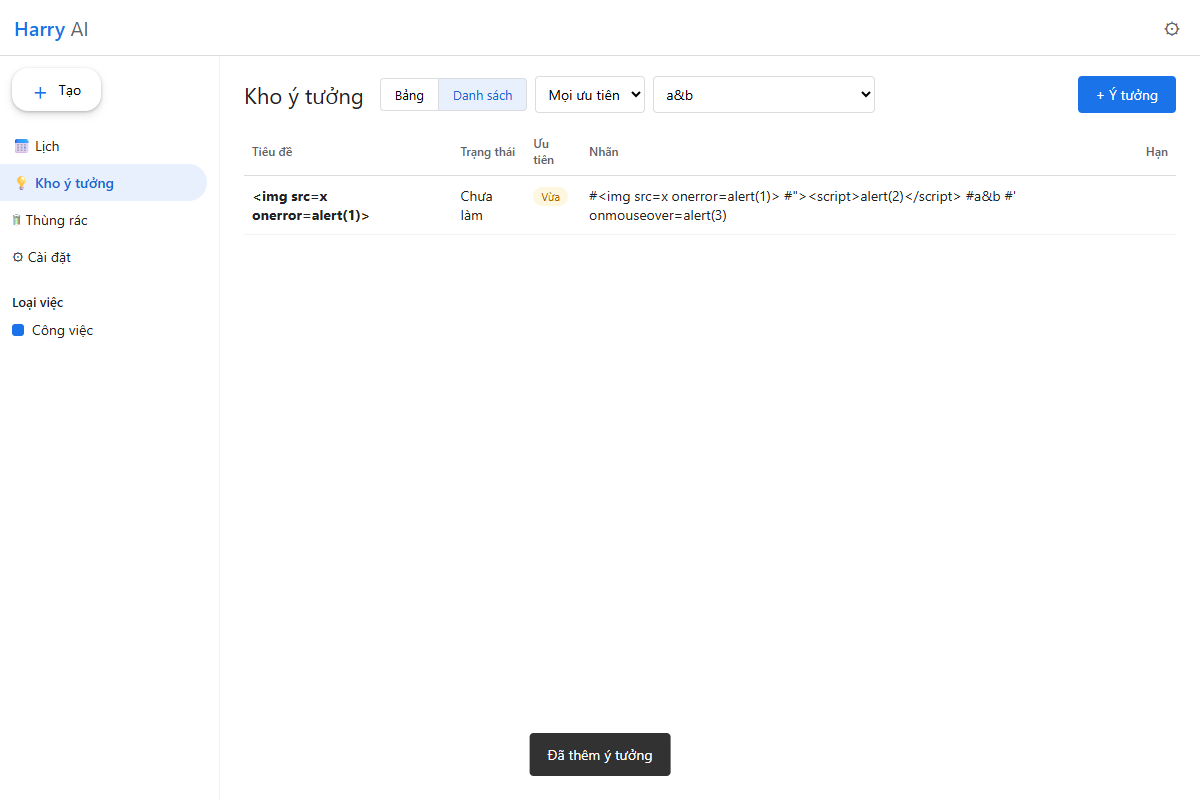 Harry AI
+ Tạo
Lịch
Kho ý tưởng
Thùng rác
Cài đặt
Loại việc
Công việc
Kho ý tưởng
Bảng
Danh sách
Mọi ưu tiên
a&b
+ Ý tưởng
Tiêu đề
Trạng thái
Ưu
tiên
Nhãn
Hạn
<img src=x
onerror=alert(1)>
Chưa
làm
Vừa
#<img src=x onerror=alert(1)> #"><script>alert(2)</script> #a&b #'
onmouseover=alert(3)
Đã thêm ý tưởng